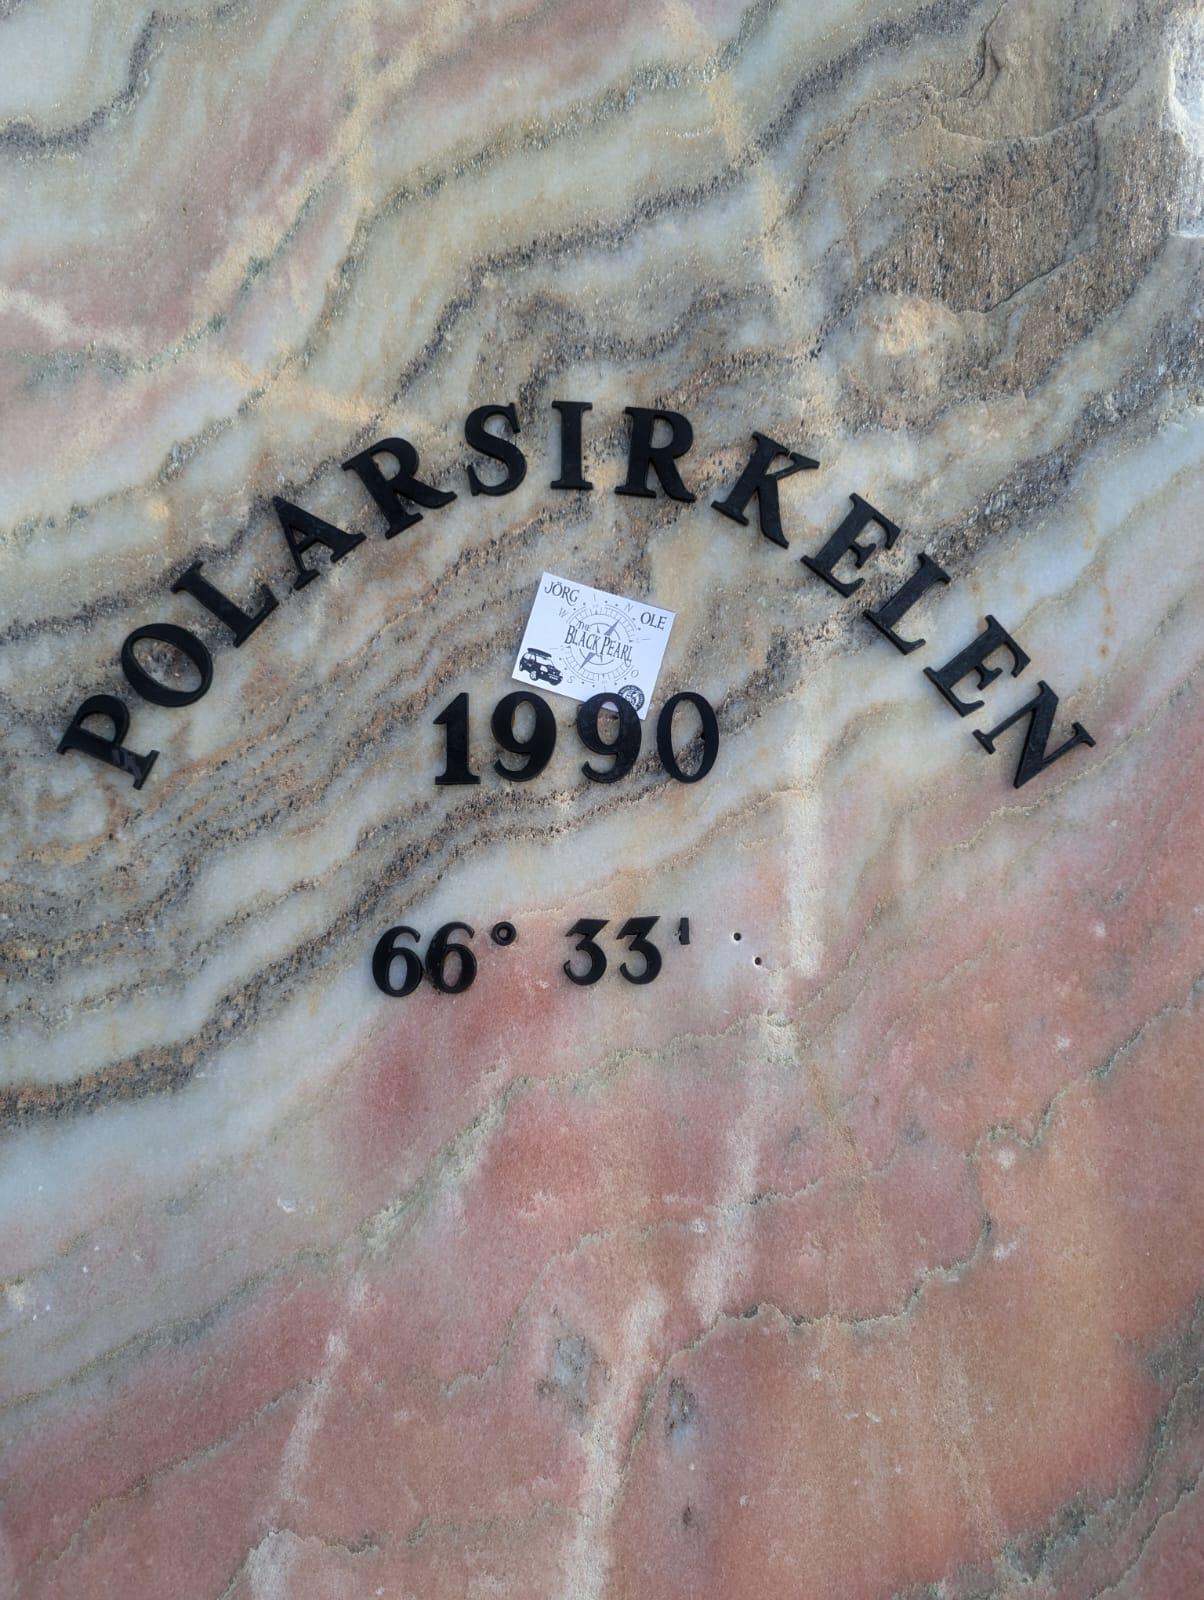 POLARSIRKELEN
JÖRG
OLE
N
W
THE
BLACK PEARL
O
S
1990
66° 33'